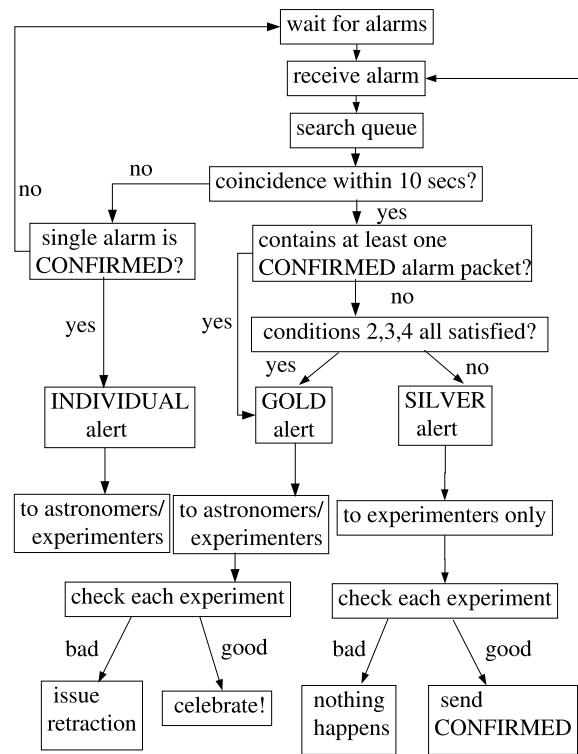 wait for alarms
receive alarm
search queue
coincidence within 10 secs?
no
no
yes
single alarm is
CONFIRMED?
contains at least one
CONFIRMED alarm packet?
no
yes
yes
conditions 2,3,4 all satisfied?
yes
no
INDIVIDUAL
alert
GOLD
alert
SILVER
alert
to astronomers/
experimenters
to astronomers/
experimenters
to experimenters only
check each experiment
check each experiment
bad
good
bad
good
issue
retraction
celebrate!
nothing
happens
send
CONFIRMED